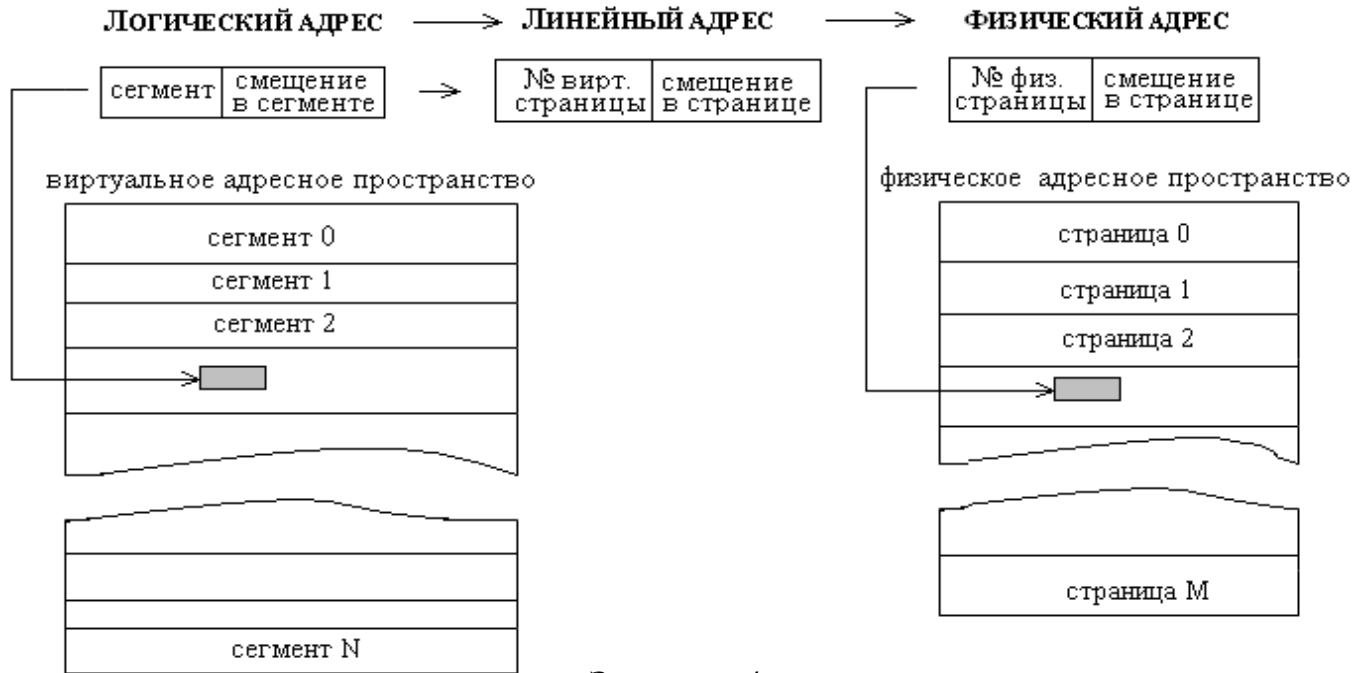 ЛОГИЧЕСКИЙ АДРЕС ЛИНЕЙНЫЙ АДРЕС ФИЗИЧЕСКИЙ АДРЕС
сегмент
смещение
в сегменте
№ вирт.
страницы
смещение
в странице
№ физ.
страницы
смещение
в странице
виртуальное адресное пространство
сегмент 0
сегмент 1
сегмент 2
сегмент N
физическое адресное пространство
страница 0
страница 1
страница 2
страница M